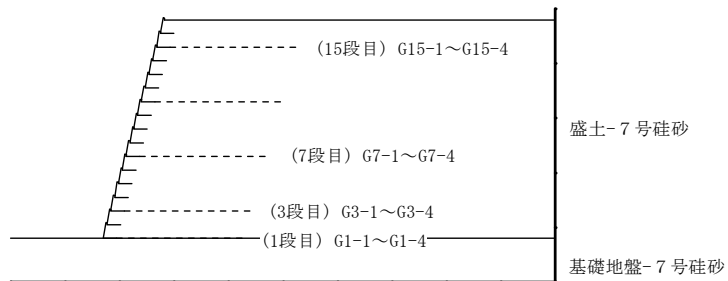 (15段目) G15-1～G15-4
盛土-７号硅砂
(7段目) G7-1～G7-4
(3段目) G3-1～G3-4
(1段目) G1-1～G1-4
基礎地盤-７号硅砂